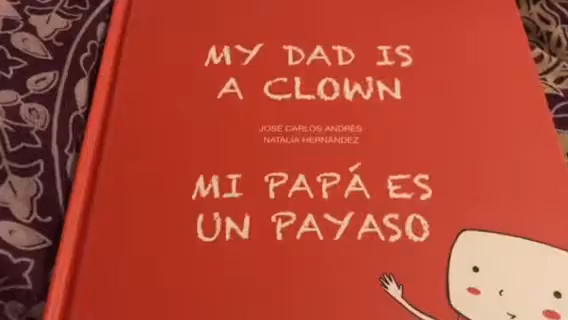 MY DAD IS
A CLOWN
JOSÉ CARLOS ANDRÉS
NATALIA HERNÁNDEZ
MI PAPÁ ES
UN PAYASO